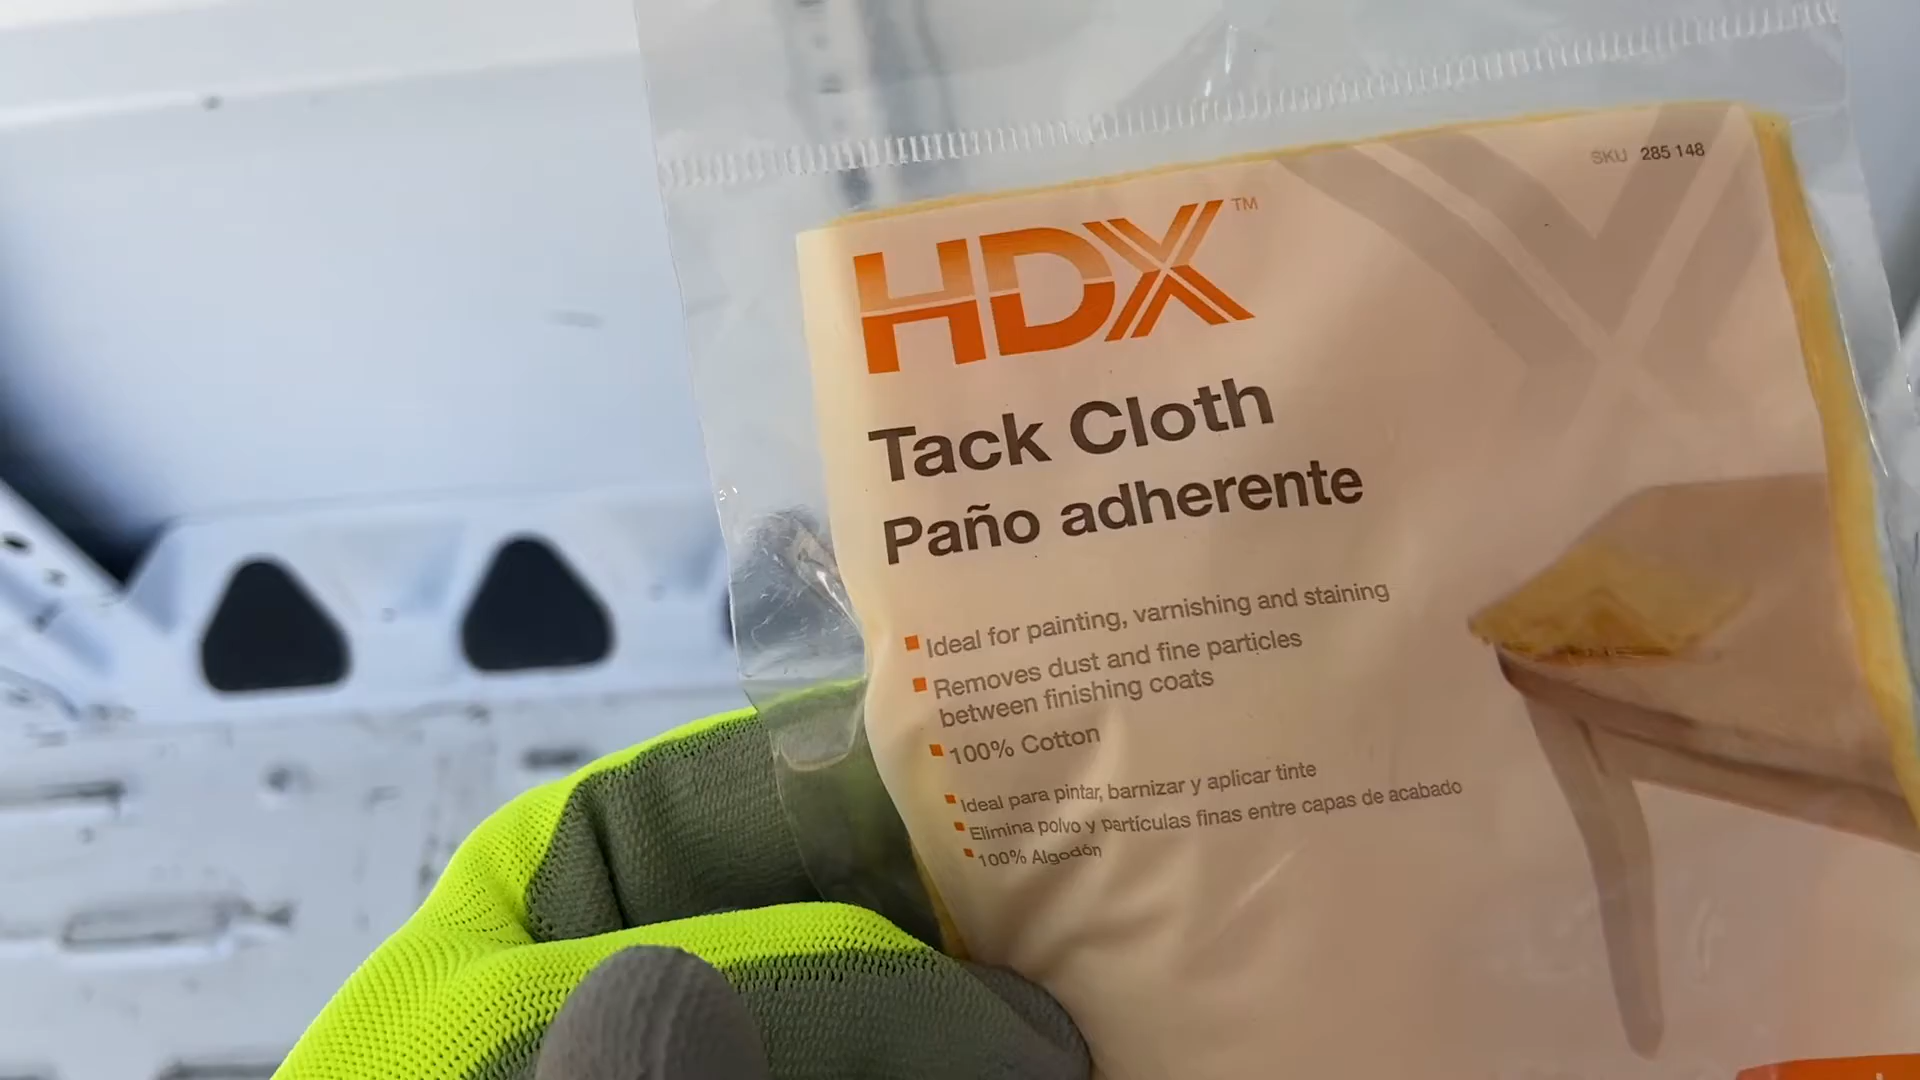 SKU 285 148
HDX™
Tack Cloth
Paño adherente
Ideal for painting, varnishing and staining
Removes dust and fine particles
between finishing coats
100% Cotton
Ideal para pintar, barnizar y aplicar tinte
Elimina polvo y partículas finas entre capas de acabado
100% Algodón